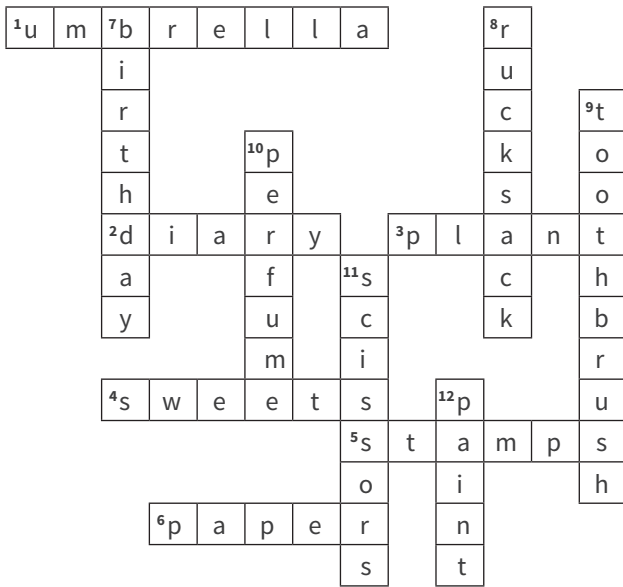 1u m 7b r e l l a 8r
i u
r c 9t
t 10p k o
h e s o
2d i a r y 3p l a n t
a f 11s c h
y u c k b
m i r
4s w e e t s 12p u
5s t a m p s
o i h
6p a p e r n
s t